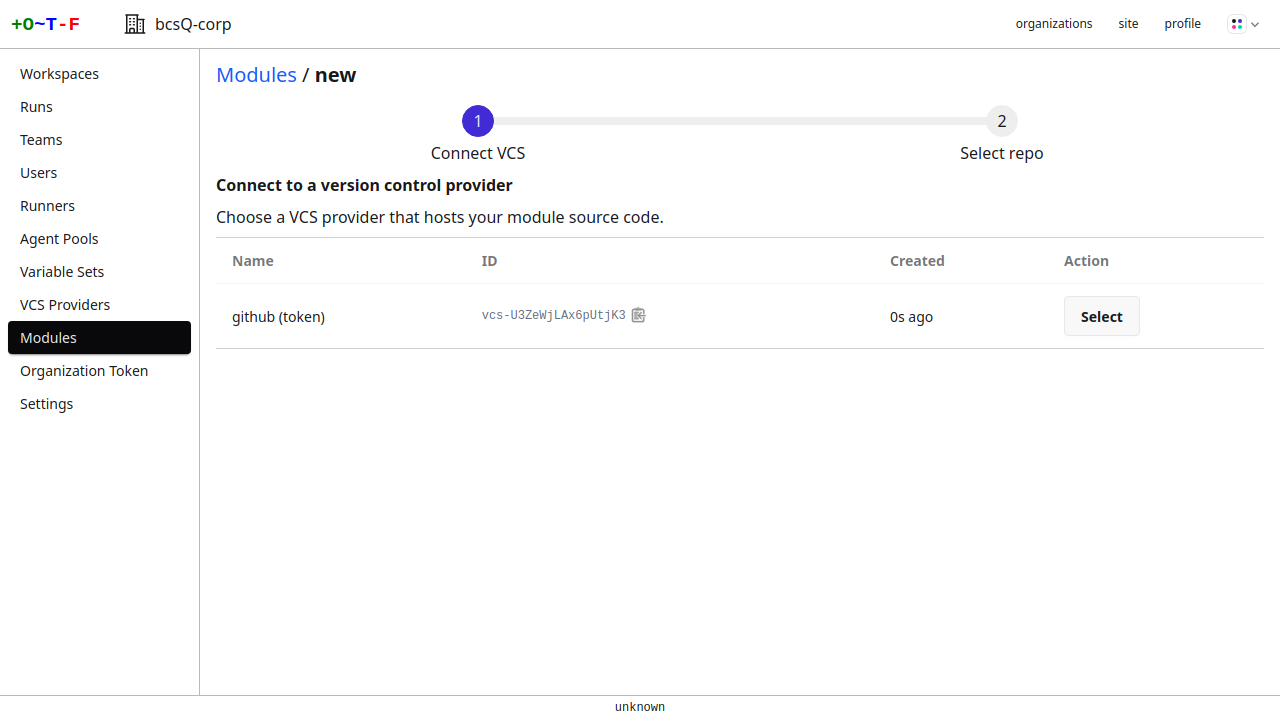 +O~T-F
bcsQ-corp
organizations
site
profile
Workspaces
Runs
Teams
Users
Runners
Agent Pools
Variable Sets
VCS Providers
Modules
Organization Token
Settings
Modules / new
1
2
Connect VCS
Select repo
Connect to a version control provider
Choose a VCS provider that hosts your module source code.
Name ID Created Action
github (token) vcs-U3ZeWjLAx6pUtjK3 0s ago Select
unknown